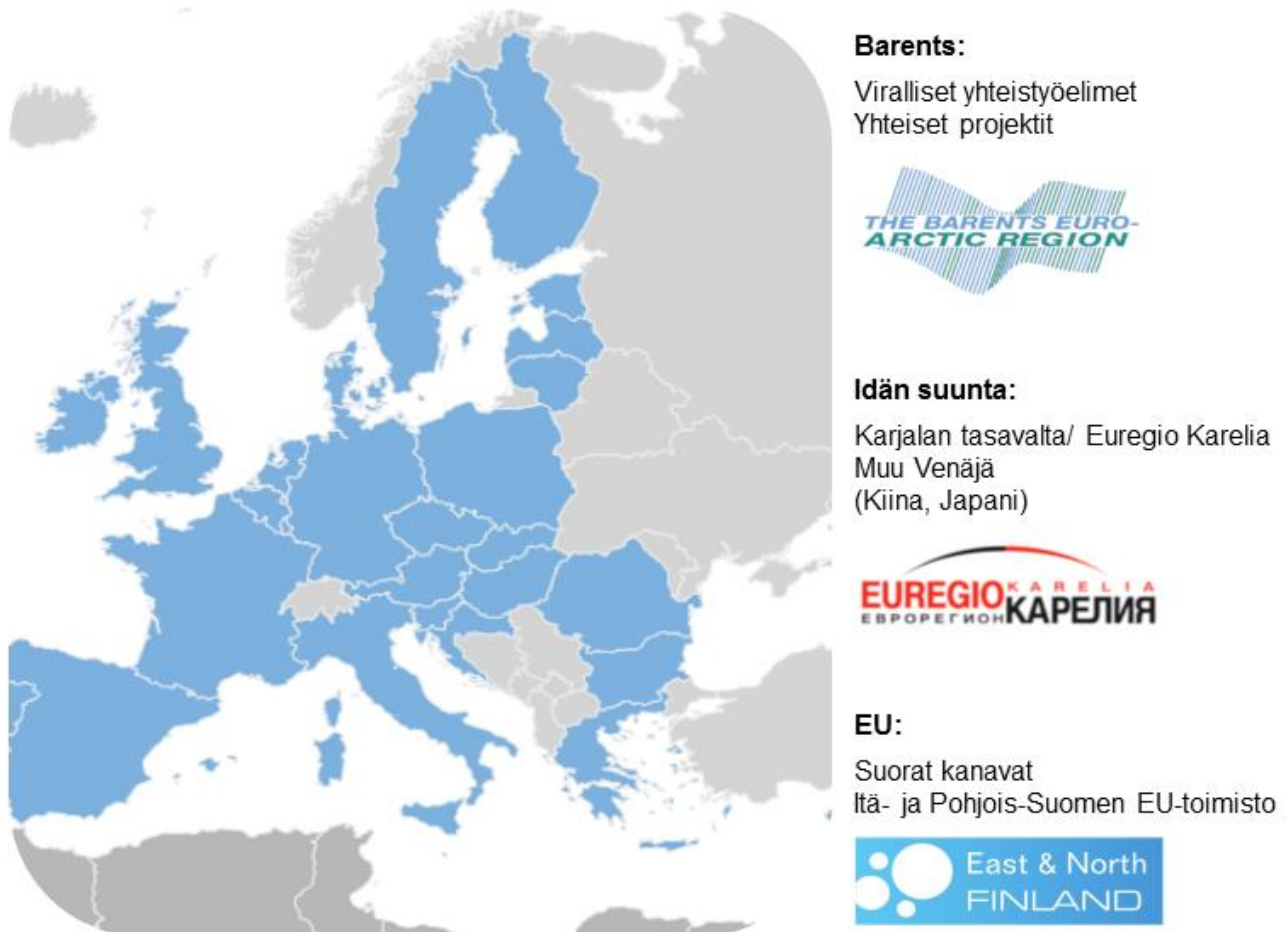 Barents:
Viralliset yhteistyöelimet
Yhteiset projektit
THE BARENTS EURO-
ARCTIC REGION
Idän suunta:
Karjalan tasavalta/ Euregio Karelia
Muu Venäjä
(Kiina, Japani)
EUREGIO KARELIA
ЕВРОРЕГИОН КАРЕЛИЯ
EU:
Suorat kanavat
Itä- ja Pohjois-Suomen EU-toimisto
East & North
FINLAND